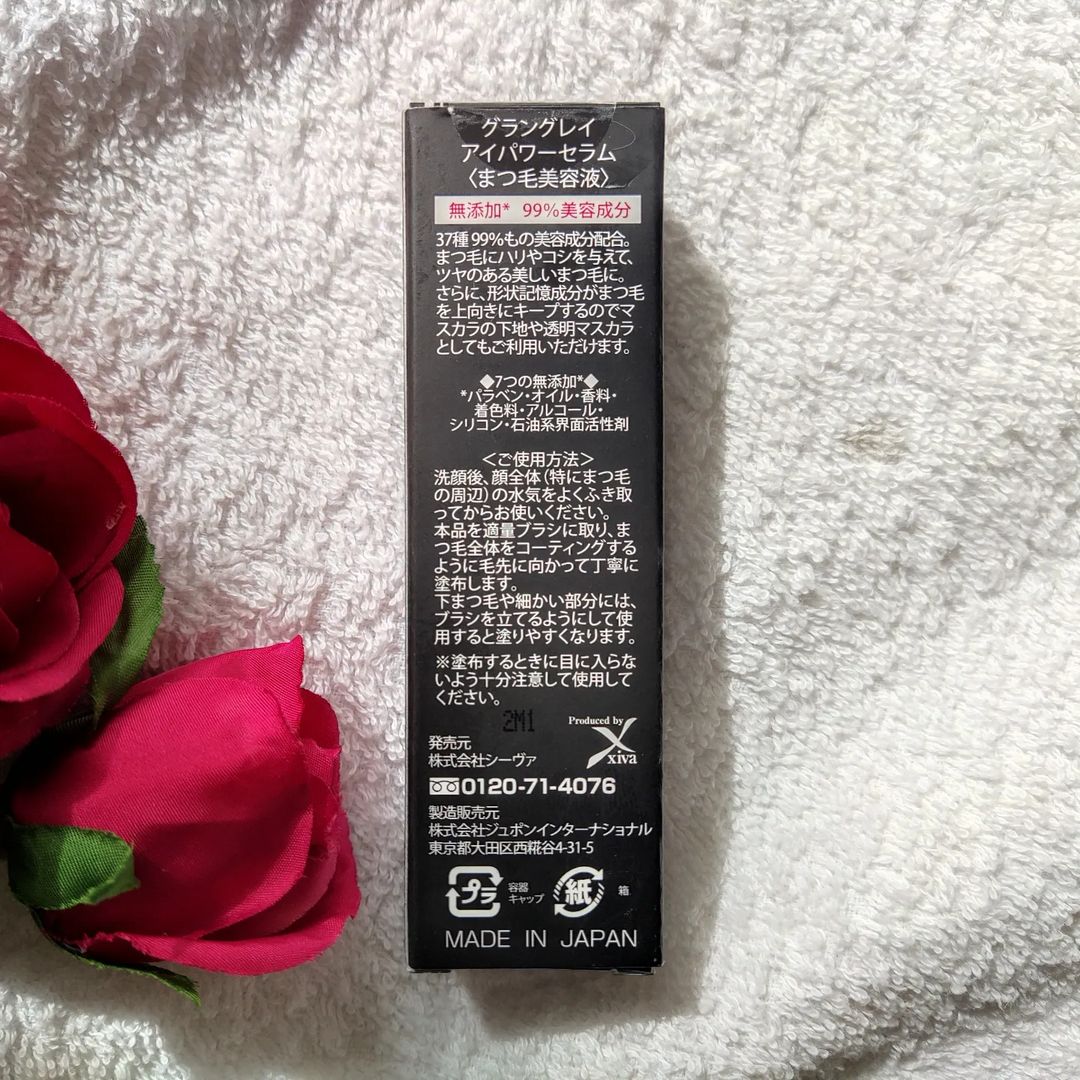 グラングレイ
アイパワーセラム
〈まつ毛美容液〉
無添加* 99%美容成分
37種99%もの美容成分配合。
まつ毛にハリやコシを与えて、
ツヤのある美しいまつ毛に。
さらに、形状記憶成分がまつ毛
を上向きにキープするのでマ
スカラの下地や透明マスカラ
としてもご利用いただけます。
◆7つの無添加*◆
*パラベン・オイル・香料・
着色料・アルコール・
シリコン・石油系界面活性剤
＜ご使用方法＞
洗顔後、顔全体(特にまつ毛
の周辺)の水気をよくふき取
ってからお使いください。
本品を適量ブラシに取り、ま
つ毛全体をコーティングする
ように毛先に向かって丁寧に
塗布します。
下まつ毛や細かい部分には、
ブラシを立てるようにして使
用すると塗りやすくなります。
※塗布するときに目に入らな
いよう十分注意して使用して
ください。
2M1
Produced by
xiva
発売元
株式会社シーヴァ
0120-71-4076
製造販売元
株式会社ジュポンインターナショナル
東京都大田区西糀谷4-31-5
プラ 容器
キャップ
紙 箱
MADE IN JAPAN